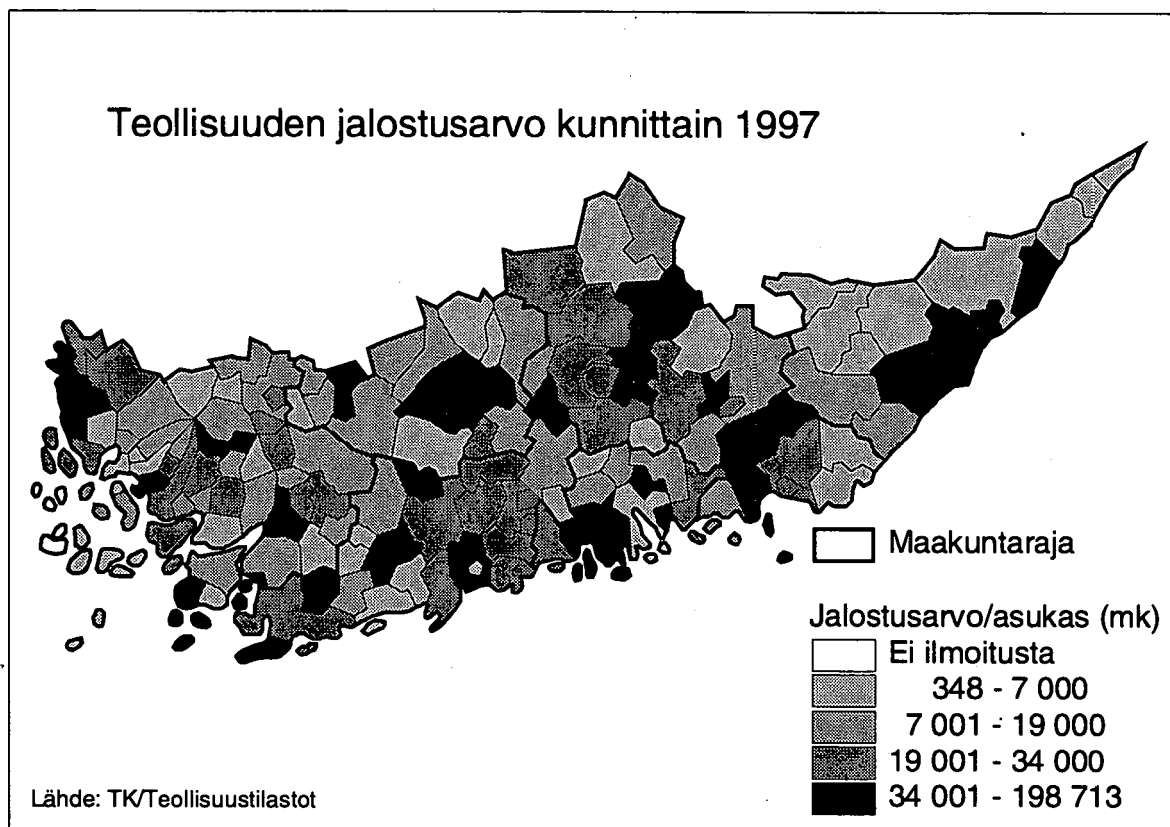 Teollisuuden jalostusarvo kunnittain 1997
Maakuntaraja
Jalostusarvo/asukas (mk)
Ei ilmoitusta
348 - 7 000
7 001 - 19 000
19 001 - 34 000
34 001 - 198 713
Lähde: TK/Teollisuustilastot